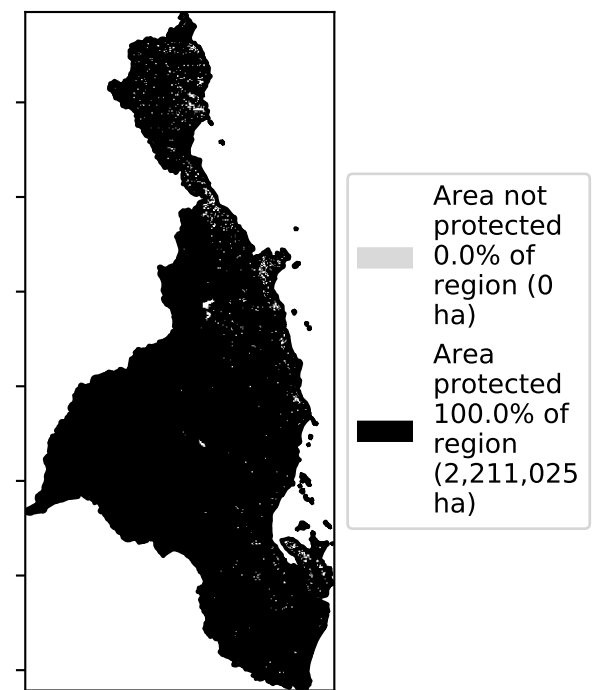 Area not
protected
0.0% of
region (0
ha)
Area
protected
100.0% of
region
(2,211,025
ha)